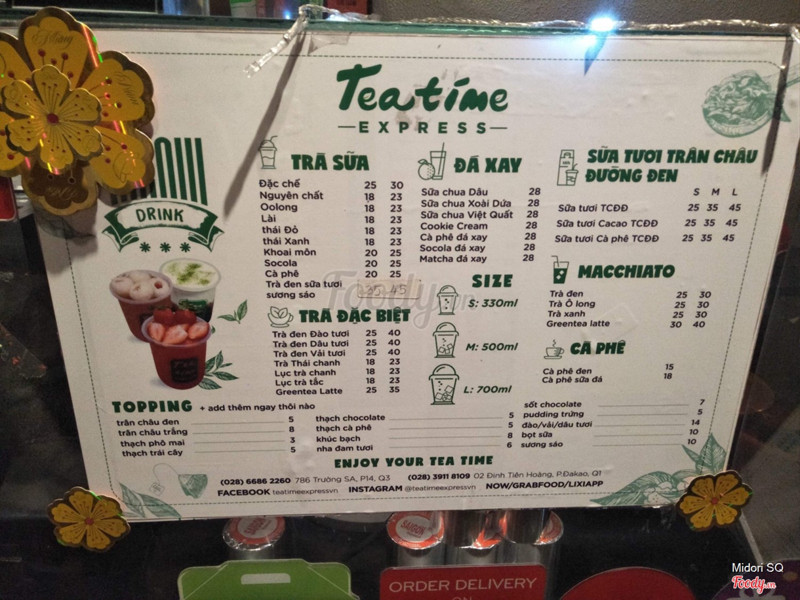 Teatime
EXPRESS
DRINK
TRÀ SỮA
Đặc chế 25 30
Nguyên chất 18 23
Oolong 18 23
Lài 18 23
thái Đỏ 18 23
thái Xanh 18 23
Khoai môn 20 25
Socola 20 25
Cà phê 20 25
Trà đen sữa tươi
sương sáo 35 45
TRÀ ĐẶC BIỆT
Trà đen Đào tươi 25 40
Trà đen Dâu tươi 25 40
Trà đen Vải tươi 25 40
Trà Thái chanh 18 23
Lục trà chanh 18 23
Lục trà tắc 18 23
Greentea Latte 25 35
ĐÁ XAY
Sữa chua Dâu 28
Sữa chua Xoài Dứa 28
Sữa chua Việt Quất 28
Cookie Cream 28
Cà phê đá xay 28
Socola đá xay 28
Matcha đá xay 28
SIZE
S: 330ml
M: 500ml
L: 700ml
SỮA TƯƠI TRÂN CHÂU
ĐƯỜNG ĐEN
S M L
Sữa tươi TCĐĐ 25 35 45
Sữa tươi Cacao TCĐĐ 25 35 45
Sữa tươi Cà phê TCĐĐ 25 35 45
MACCHIATO
Trà đen 25 30
Trà Ô long 25 30
Trà xanh 25 30
Greentea latte 30 40
CÀ PHÊ
Cà phê đen 15
Cà phê sữa đá 18
TOPPING + add thêm ngay thôi nào
trân châu đen 5
trân châu trắng 8
thạch phô mai 3
thạch trái cây 5
thạch chocolate 5
thạch cà phê 5
khúc bạch 8
nha đam tươi 6
sốt chocolate 7
pudding trứng 5
đào/vải/dâu tươi 14
bọt sữa 10
sương sáo 10
ENJOY YOUR TEA TIME
(028) 6686 2260 786 Trường SA, P14, Q3 (028) 3911 8109 02 Đinh Tiên Hoàng, P.Đakao, Q1
FACEBOOK teatimeexpressvn INSTAGRAM @teatimeexpressvn NOW/GRABFOOD/LIXIAPP
ORDER DELIVERY
ON
Foody.vn
Midori SQ
Foody.vn